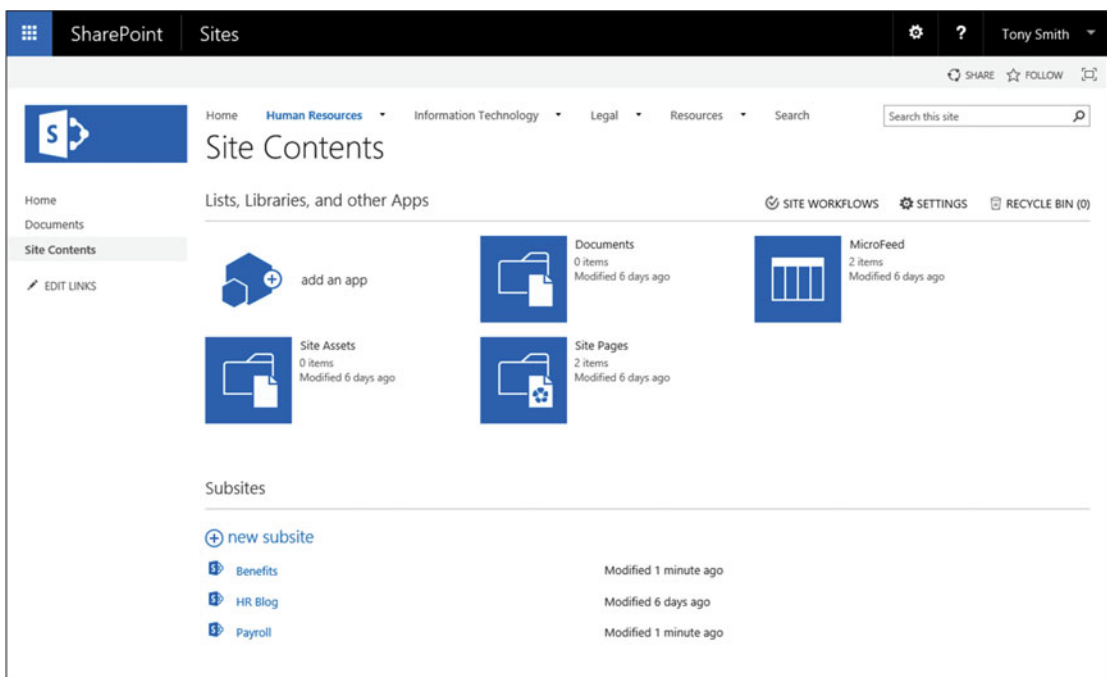 SharePoint Sites ? Tony Smith
SHARE FOLLOW
S
Home Human Resources Information Technology Legal Resources Search Search this site
Site Contents
Home
Documents
Site Contents
EDIT LINKS
Lists, Libraries, and other Apps SITE WORKFLOWS SETTINGS RECYCLE BIN (0)
add an app
Documents
0 items
Modified 6 days ago
MicroFeed
2 items
Modified 6 days ago
Site Assets
0 items
Modified 6 days ago
Site Pages
2 items
Modified 6 days ago
Subsites
new subsite
S Benefits Modified 1 minute ago
S HR Blog Modified 6 days ago
S Payroll Modified 1 minute ago